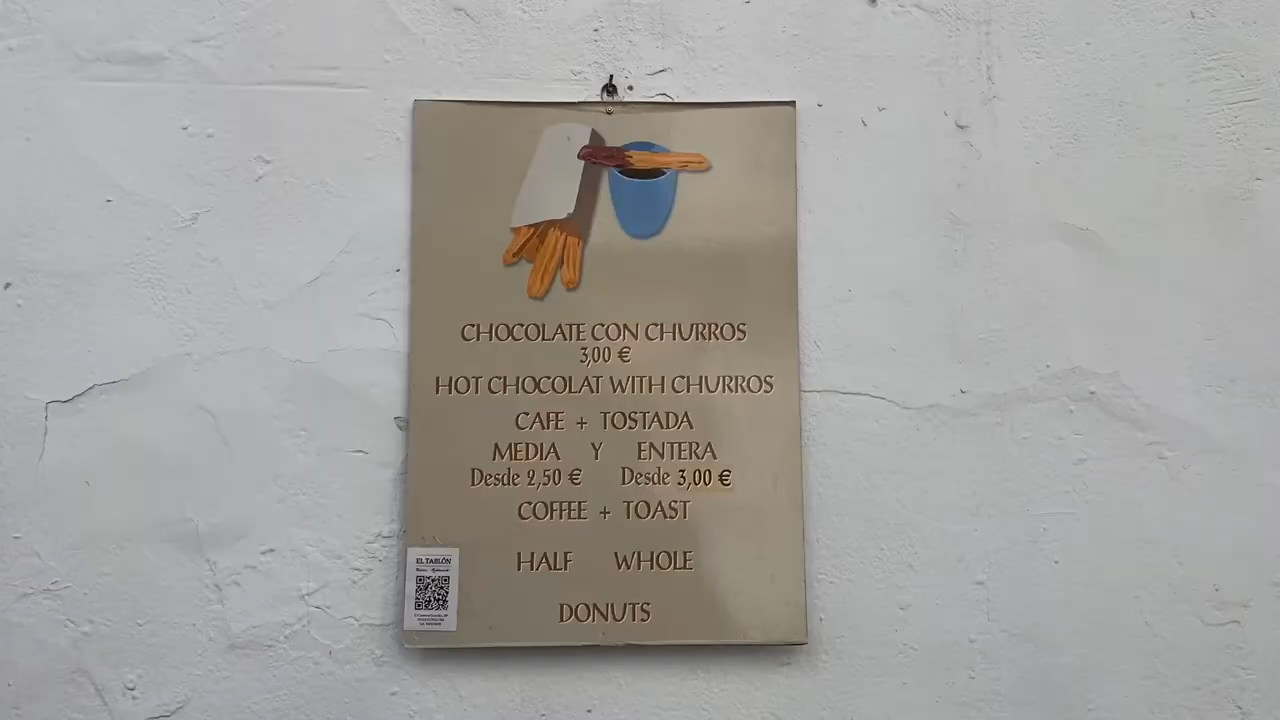 CHOCOLATE CON CHURROS
3,00 €
HOT CHOCOLAT WITH CHURROS
CAFE + TOSTADA
MEDIA Y ENTERA
Desde 2,50 € Desde 3,00 €
COFFEE + TOAST
HALF WHOLE
DONUTS
EL TABLÓN